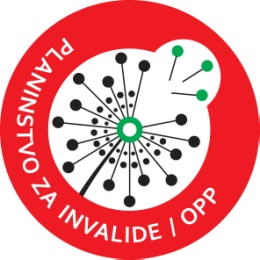 PLANINSTVO ZA INVALIDE / OPP